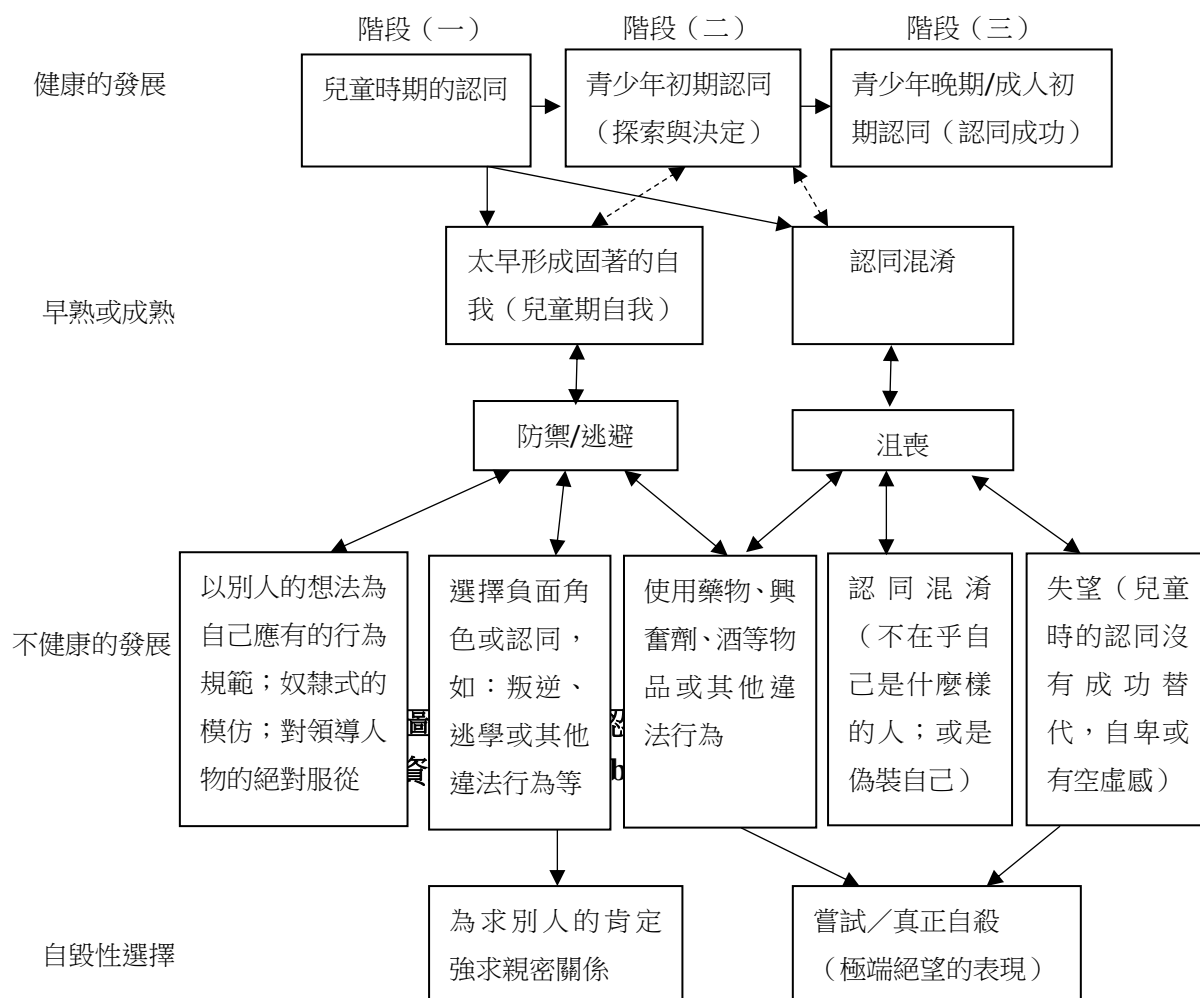 階段（一）
階段（二）
階段（三）
健康的發展
兒童時期的認同
青少年初期認同
（探索與決定）
青少年晚期/成人初
期認同（認同成功）
早熟或成熟
太早形成固著的自
我（兒童期自我）
認同混淆
防禦/逃避
沮喪
不健康的發展
以別人的想法為
自己應有的行為
規範；奴隸式的
模仿；對領導人
物的絕對服從
選擇負面角
色或認同，
如：叛逆、
逃學或其他
違法行為等
使用藥物、興
奮劑、酒等物
品或其他違
法行為
認同混淆
（不在乎自
己是什麼樣
的人；或是
偽裝自己）
失望（兒童
時的認同沒
有成功替
代，自卑或
有空虛感）
圖
資
自毀性選擇
為求別人的肯定
強求親密關係
嘗試／真正自殺
（極端絕望的表現）